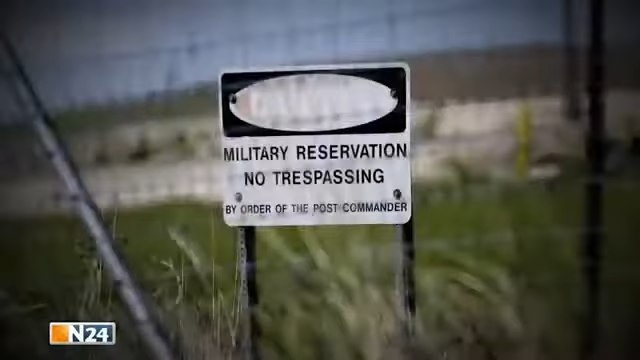 MILITARY RESERVATION
NO TRESPASSING
BY ORDER OF THE POST COMMANDER
N24